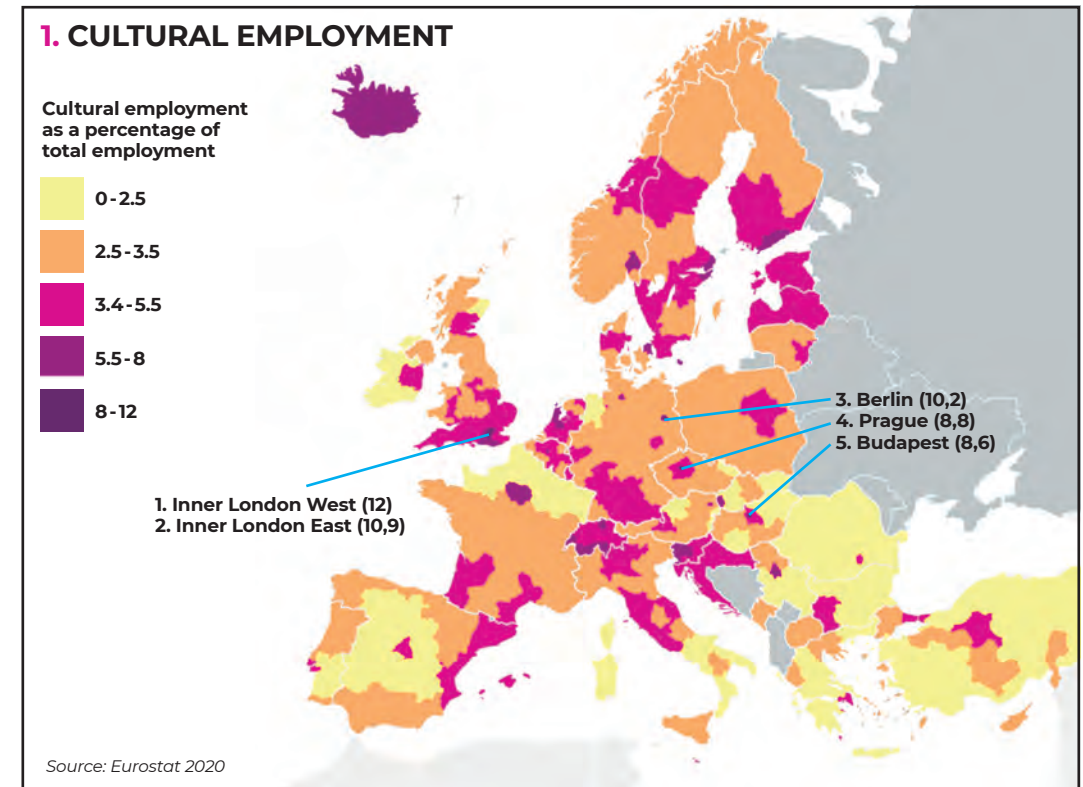 1. CULTURAL EMPLOYMENT
Cultural employment
as a percentage of
total employment
0-2.5
2.5-3.5
3.4-5.5
5.5-8
8-12
3. Berlin (10,2)
4. Prague (8,8)
5. Budapest (8,6)
1. Inner London West (12)
2. Inner London East (10,9)
Source: Eurostat 2020